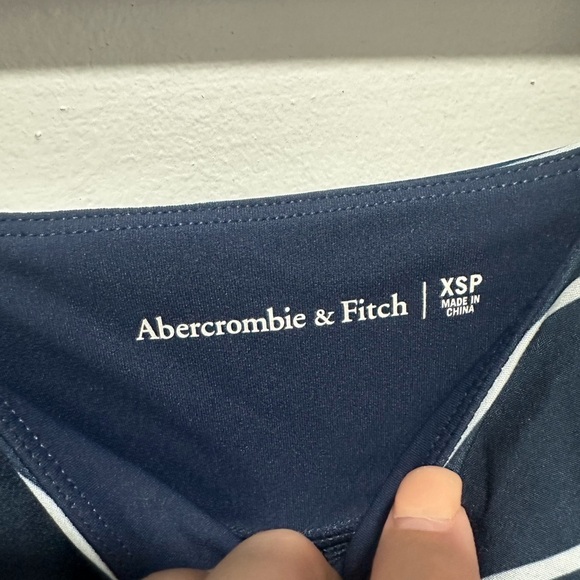 Abercrombie & Fitch | XSP
MADE IN
CHINA